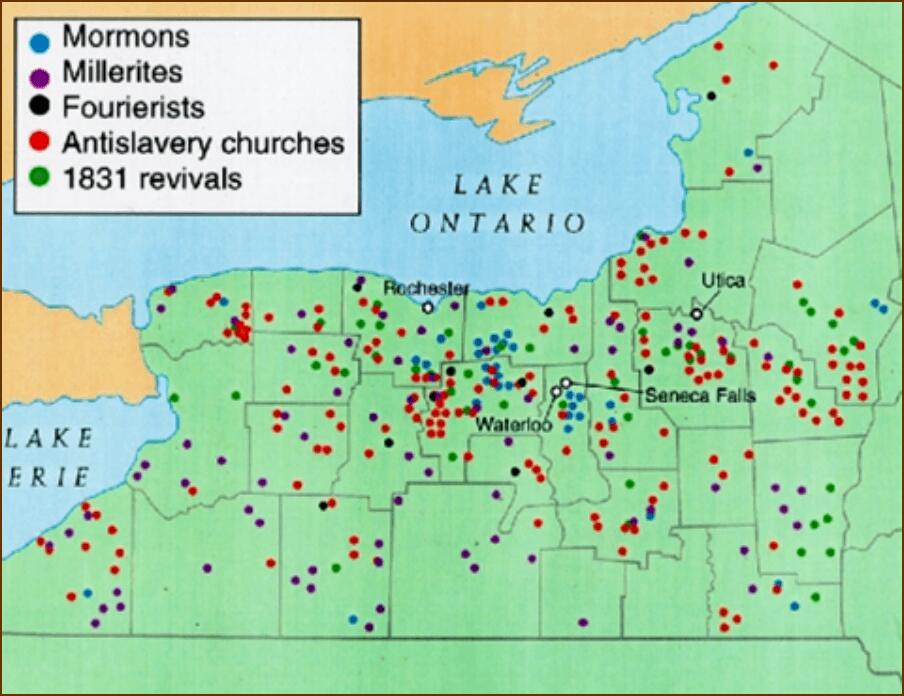 Mormons
Millerites
Fourierists
Antislavery churches
1831 revivals
LAKE
ONTARIO
Rochester
Utica
Seneca Falls
Waterloo
LAKE
ERIE